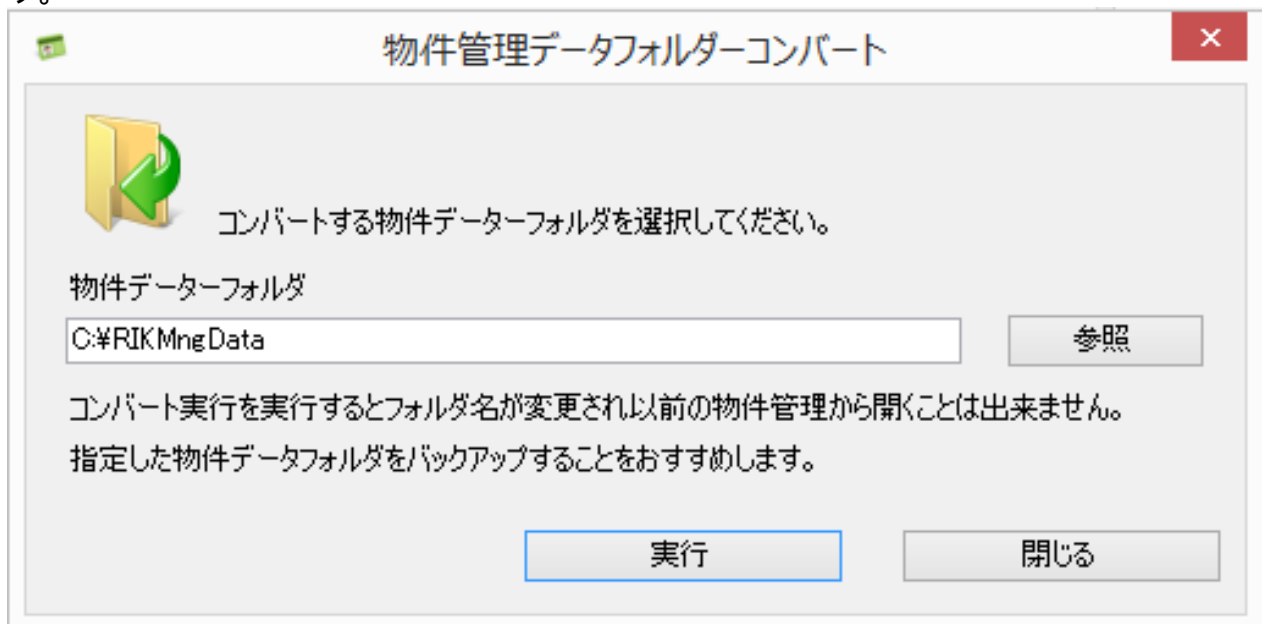 す。
物件管理データフォルダーコンバート
コンバートする物件データーフォルダを選択してください。
物件データーフォルダ
C:¥RIKMngData
参照
コンバート実行を実行するとフォルダ名が変更され以前の物件管理から開くことは出来ません。
指定した物件データフォルダをバックアップすることをおすすめします。
実行
閉じる